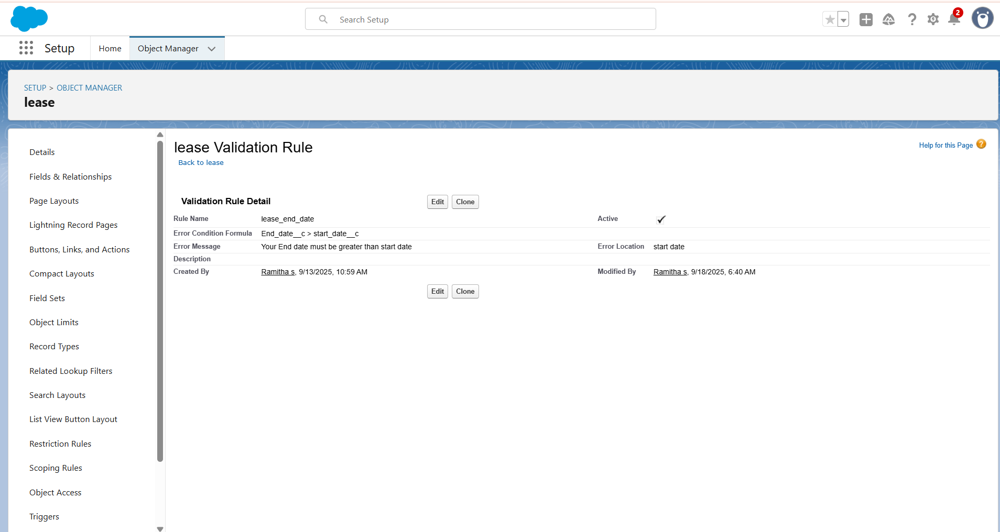 Search Setup
2
Setup
Home
Object Manager
SETUP > OBJECT MANAGER
lease
Details
Fields & Relationships
Page Layouts
Lightning Record Pages
Buttons, Links, and Actions
Compact Layouts
Field Sets
Object Limits
Record Types
Related Lookup Filters
Search Layouts
List View Button Layout
Restriction Rules
Scoping Rules
Object Access
Triggers
lease Validation Rule
Help for this Page ?
Back to lease
Validation Rule Detail
Edit Clone
Rule Name lease_end_date Active
Error Condition Formula End_date__c > start_date__c
Error Message Your End date must be greater than start date Error Location start date
Description
Created By Ramitha s, 9/13/2025, 10:59 AM Modified By Ramitha s, 9/18/2025, 6:40 AM
Edit Clone